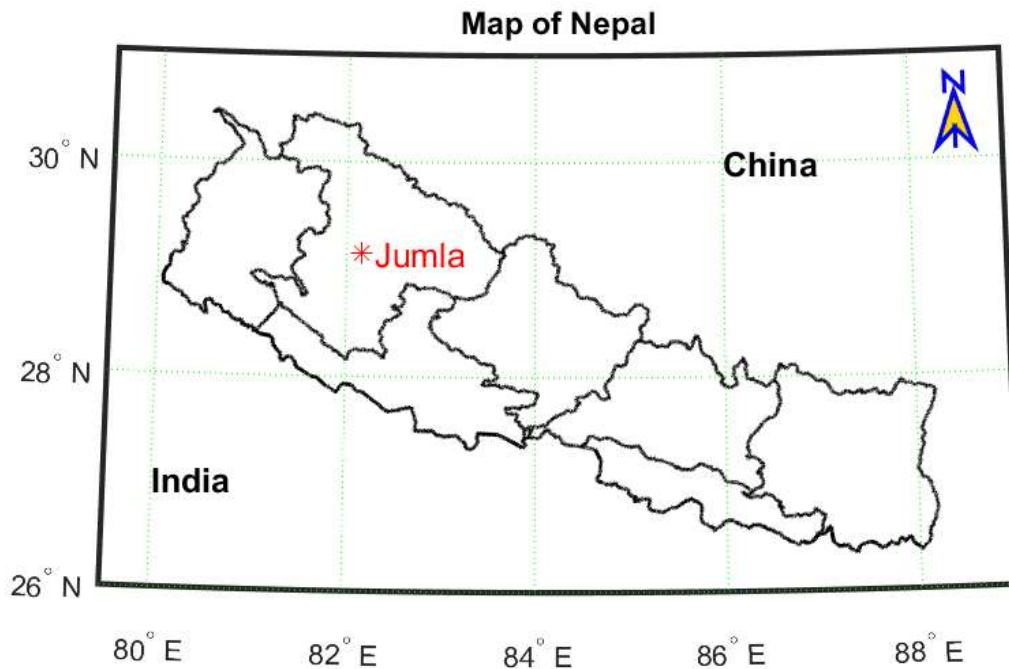 Map of Nepal
N
30° N
China
*Jumla
28° N
India
26° N
80° E
82° E
84° E
86° E
88° E